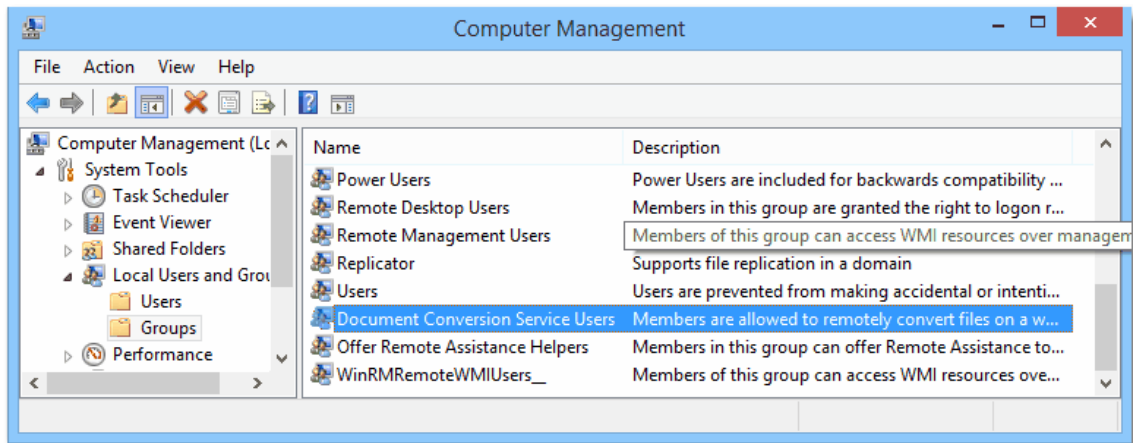 Computer Management
File Action View Help
Computer Management (Lc
System Tools
Task Scheduler
Event Viewer
Shared Folders
Local Users and Grou
Users
Groups
Performance
Name Description
Power Users Power Users are included for backwards compatibility ...
Remote Desktop Users Members in this group are granted the right to logon r...
Remote Management Users Members of this group can access WMI resources over managem
Replicator Supports file replication in a domain
Users Users are prevented from making accidental or intenti...
Document Conversion Service Users Members are allowed to remotely convert files on a w...
Offer Remote Assistance Helpers Members in this group can offer Remote Assistance to...
WinRMRemoteWMIUsers__ Members of this group can access WMI resources ove...